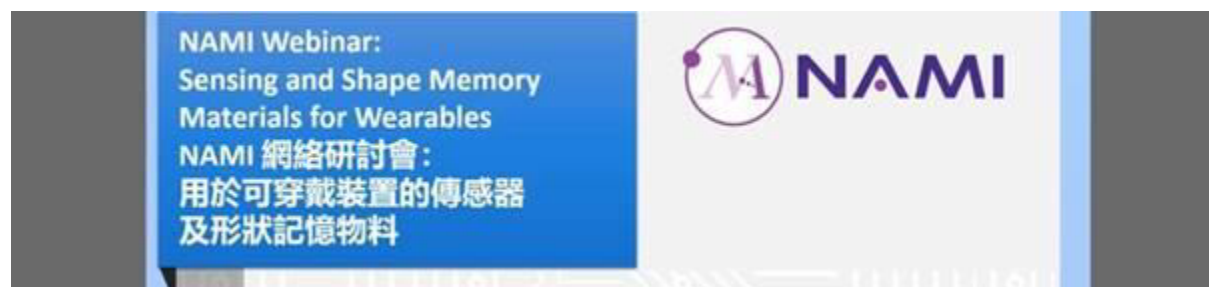 NAMI Webinar:
Sensing and Shape Memory
Materials for Wearables
NAMI 網絡研討會：
用於可穿戴裝置的傳感器
及形狀記憶物料
NAMI